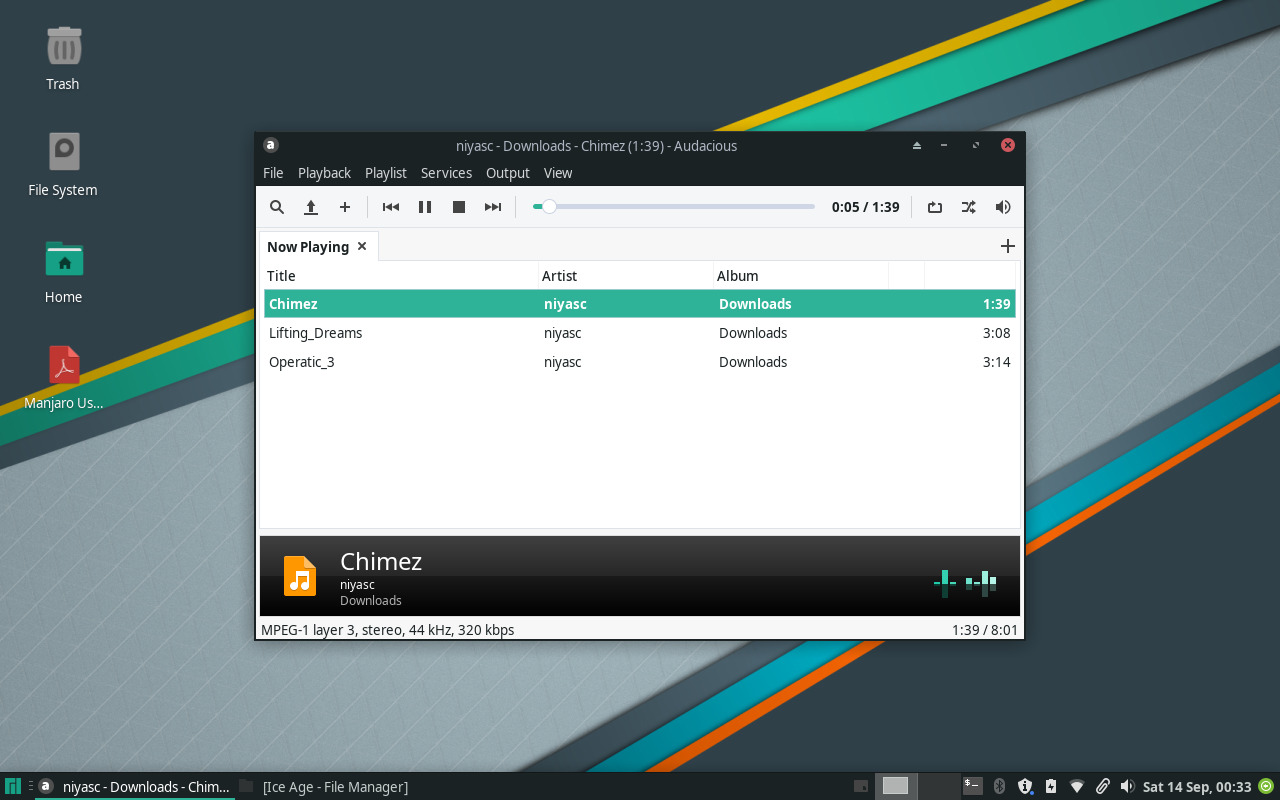 Trash
File System
Home
Manjaro Us...
niyasc - Downloads - Chimez (1:39) - Audacious
File Playback Playlist Services Output View
0:05 / 1:39
Now Playing
Title Artist Album
Chimez niyasc Downloads 1:39
Lifting_Dreams niyasc Downloads 3:08
Operatic_3 niyasc Downloads 3:14
Chimez
niyasc
Downloads
MPEG-1 layer 3, stereo, 44 kHz, 320 kbps 1:39 / 8:01
niyasc - Downloads - Chim... [Ice Age - File Manager] Sat 14 Sep, 00:33